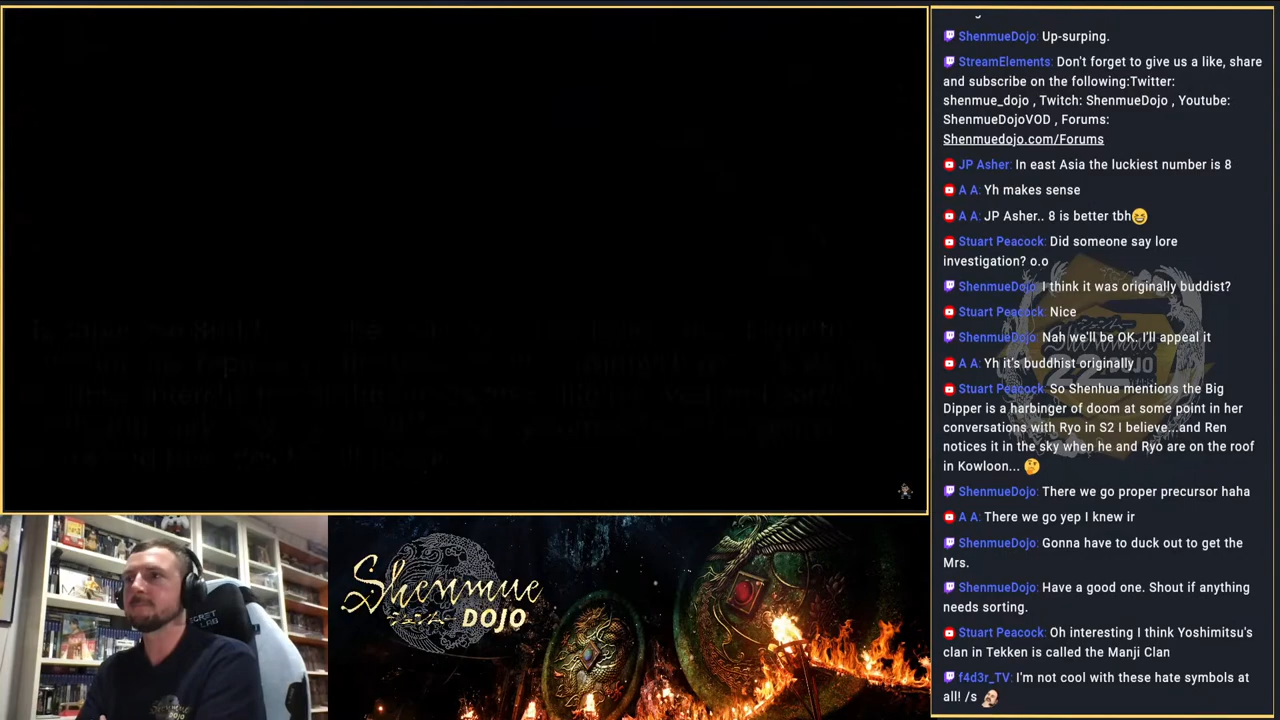 ShenmueDojo: Up-surping.
StreamElements: Don't forget to give us a like, share
and subscribe on the following:Twitter:
shenmue_dojo , Twitch: ShenmueDojo , Youtube:
ShenmueDojoVOD , Forums:
Shenmuedojo.com/Forums
JP Asher: In east Asia the luckiest number is 8
A A: Yh makes sense
A A: JP Asher.. 8 is better tbh😆
Stuart Peacock: Did someone say lore
investigation? o.o
ShenmueDojo: I think it was originally buddist?
Stuart Peacock: Nice
ShenmueDojo: Nah we'll be OK. I'll appeal it
A A: Yh it's buddhist originally
Stuart Peacock: So Shenhua mentions the Big
Dipper is a harbinger of doom at some point in her
conversations with Ryo in S2 I believe...and Ren
notices it in the sky when he and Ryo are on the roof
in Kowloon... 🤔
ShenmueDojo: There we go proper precursor haha
A A: There we go yep I knew ir
ShenmueDojo: Gonna have to duck out to get the
Mrs.
ShenmueDojo: Have a good one. Shout if anything
needs sorting.
Stuart Peacock: Oh interesting I think Yoshimitsu's
clan in Tekken is called the Manji Clan
f4d3r_TV: I'm not cool with these hate symbols at
all! /s
SECRET
LAB
Shenmue
シェンムー DOJO
DOJO